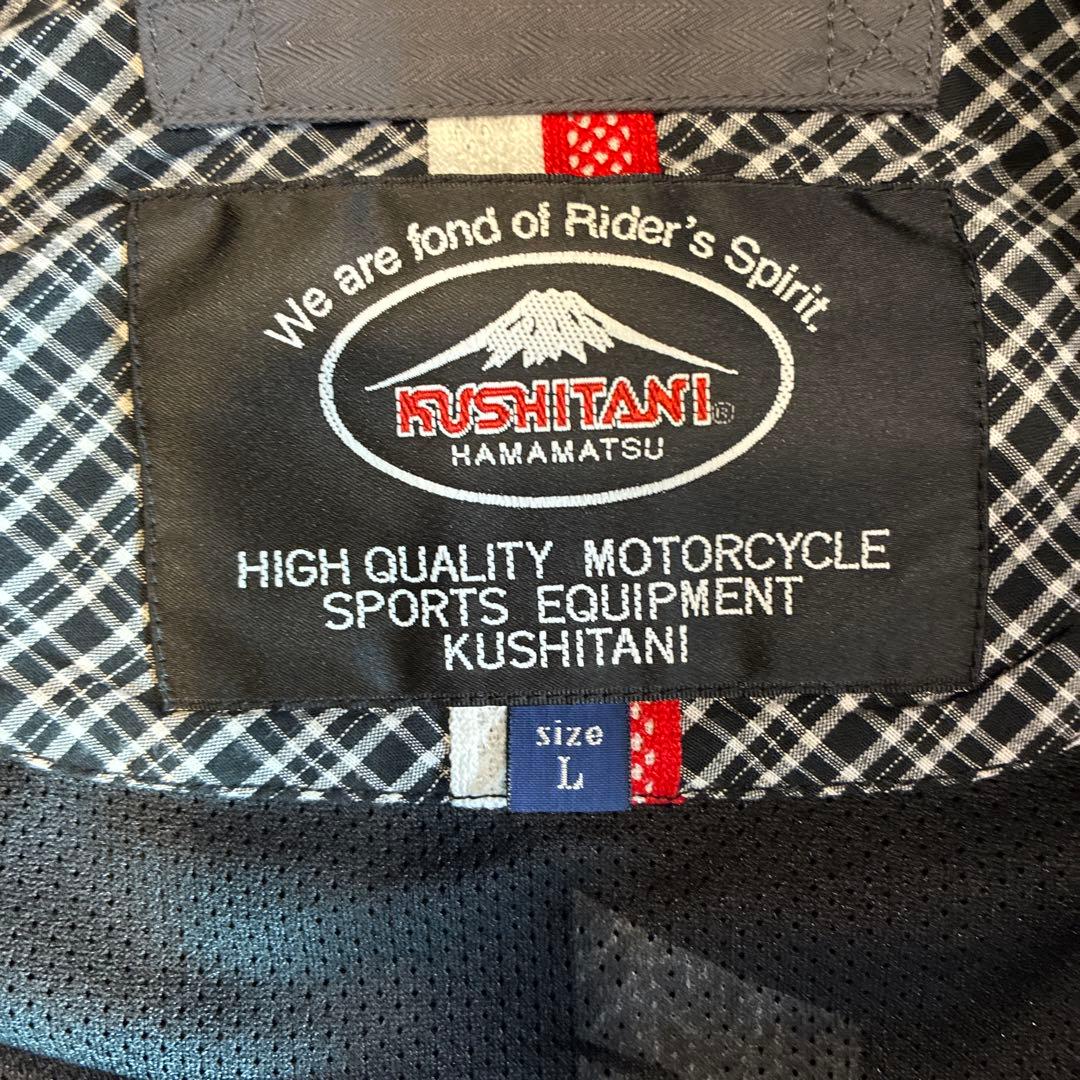 We are fond of Rider's Spirit.
KUSHITANI®
HAMAMATSU
HIGH QUALITY MOTORCYCLE
SPORTS EQUIPMENT
KUSHITANI
size
L